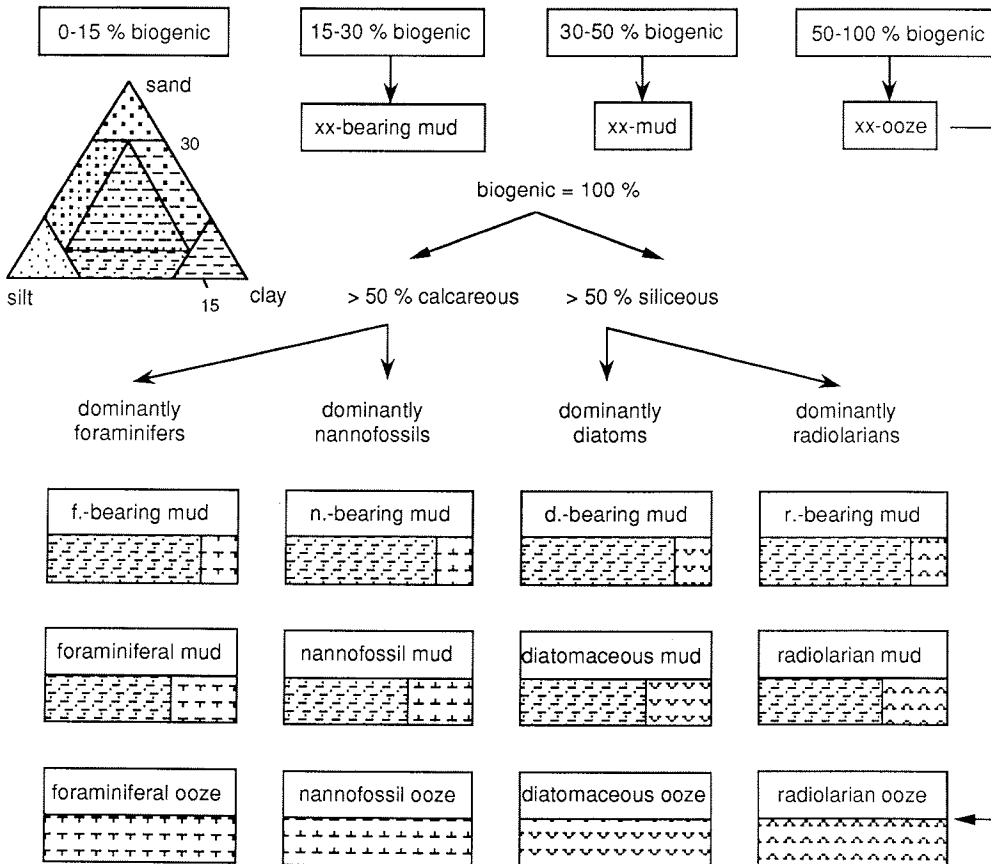 0-15 % biogenic
15-30 % biogenic
30-50 % biogenic
50-100 % biogenic
sand
30
silt
15
clay
xx-bearing mud
xx-mud
xx-ooze
biogenic = 100 %
> 50 % calcareous
> 50 % siliceous
dominantly
foraminifers
dominantly
nannofossils
dominantly
diatoms
dominantly
radiolarians
f.-bearing mud
n.-bearing mud
d.-bearing mud
r.-bearing mud
foraminiferal mud
nannofossil mud
diatomaceous mud
radiolarian mud
foraminiferal ooze
nannofossil ooze
diatomaceous ooze
radiolarian ooze